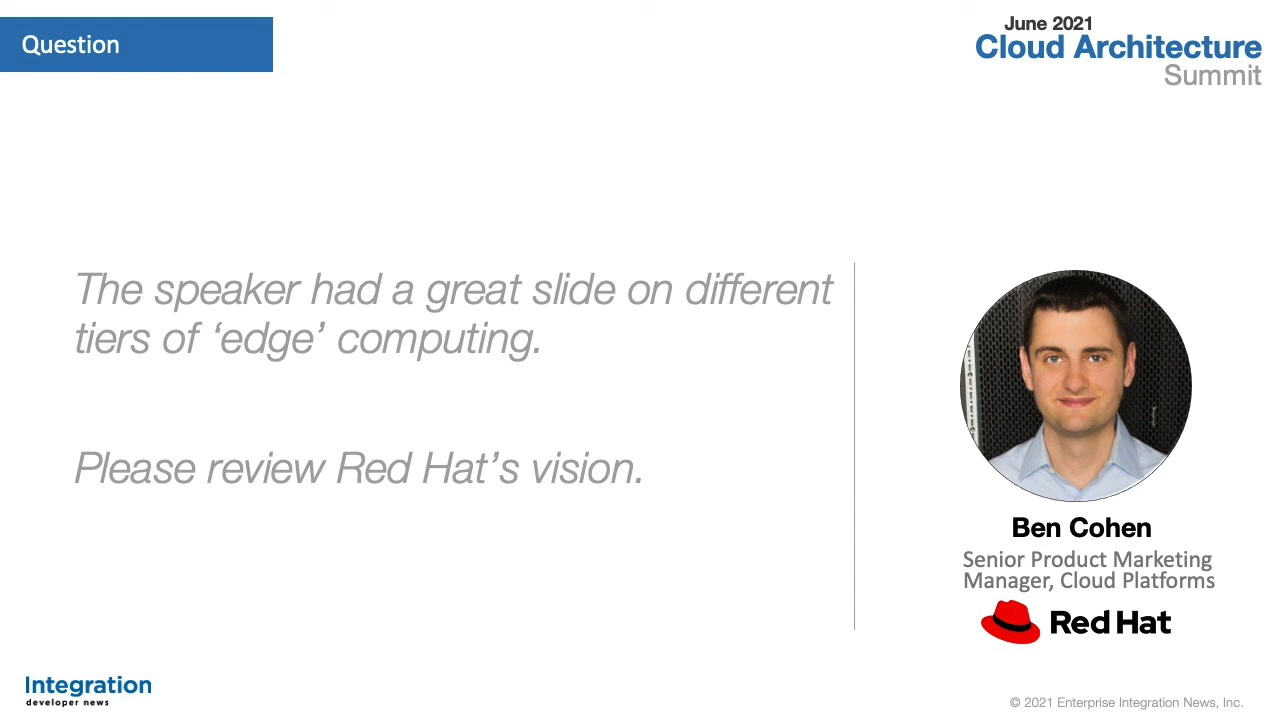 Question
June 2021
Cloud Architecture
Summit
The speaker had a great slide on different
tiers of ‘edge’ computing.
Please review Red Hat’s vision.
Ben Cohen
Senior Product Marketing
Manager, Cloud Platforms
Red Hat
Integration
developer news
© 2021 Enterprise Integration News, Inc.